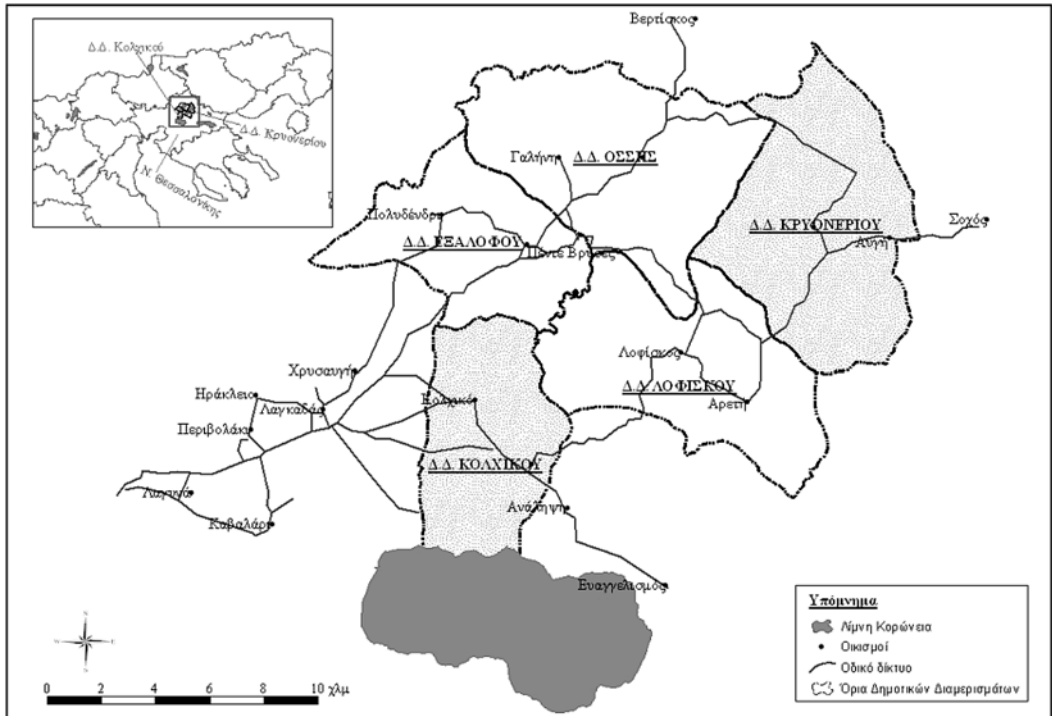 Βερτίσκος
Δ.Δ. Κολχικού
Δ.Δ. Κρυονερίου
Ν. Θεσσαλονίκης
Γαλήνη
Δ.Δ. ΟΣΣΗΣ
Πολυδένδρι
Δ.Δ. ΕΞΑΛΟΦΟΥ
Πέντε Βρύσες
Δ.Δ. ΚΡΥΟΝΕΡΙΟΥ
Σοχός
Αυγή
Λοφίσκος
Δ.Δ. ΛΟΦΙΣΚΟΥ
Αρετή
Χρυσαυγή
Ηράκλειο
Λαγκαδάς
Κολχικό
Περιβολάκι
Δ.Δ. ΚΟΛΧΙΚΟΥ
Λαγυνά
Καβαλάρι
Ανάληψη
Ευαγγελισμός
Υπόμνημα
Λίμνη Κορώνεια
Οικισμοί
Οδικό δίκτυο
Όρια Δημοτικών Διαμερισμάτων
0 2 4 6 8 10 χλμ